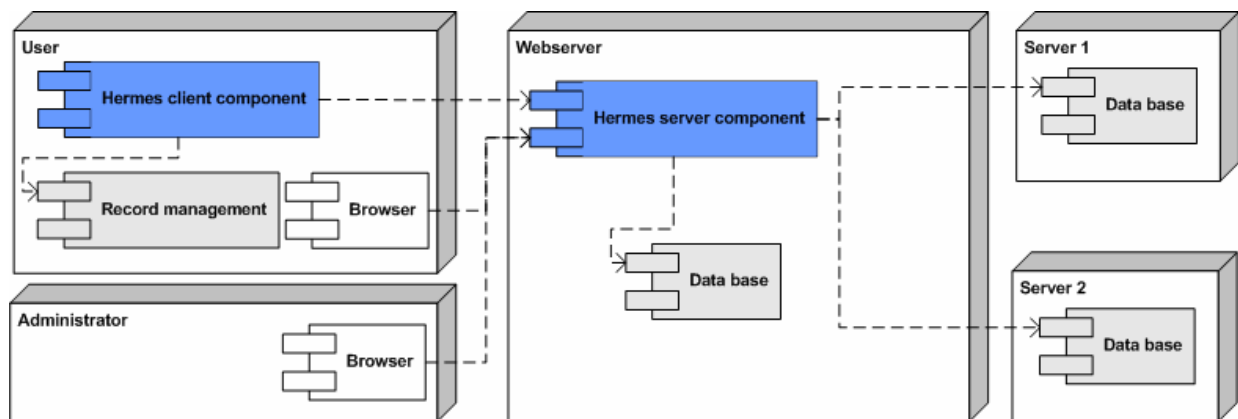 User
Hermes client component
Record management
Browser
Administrator
Browser
Webserver
Hermes server component
Data base
Server 1
Data base
Server 2
Data base